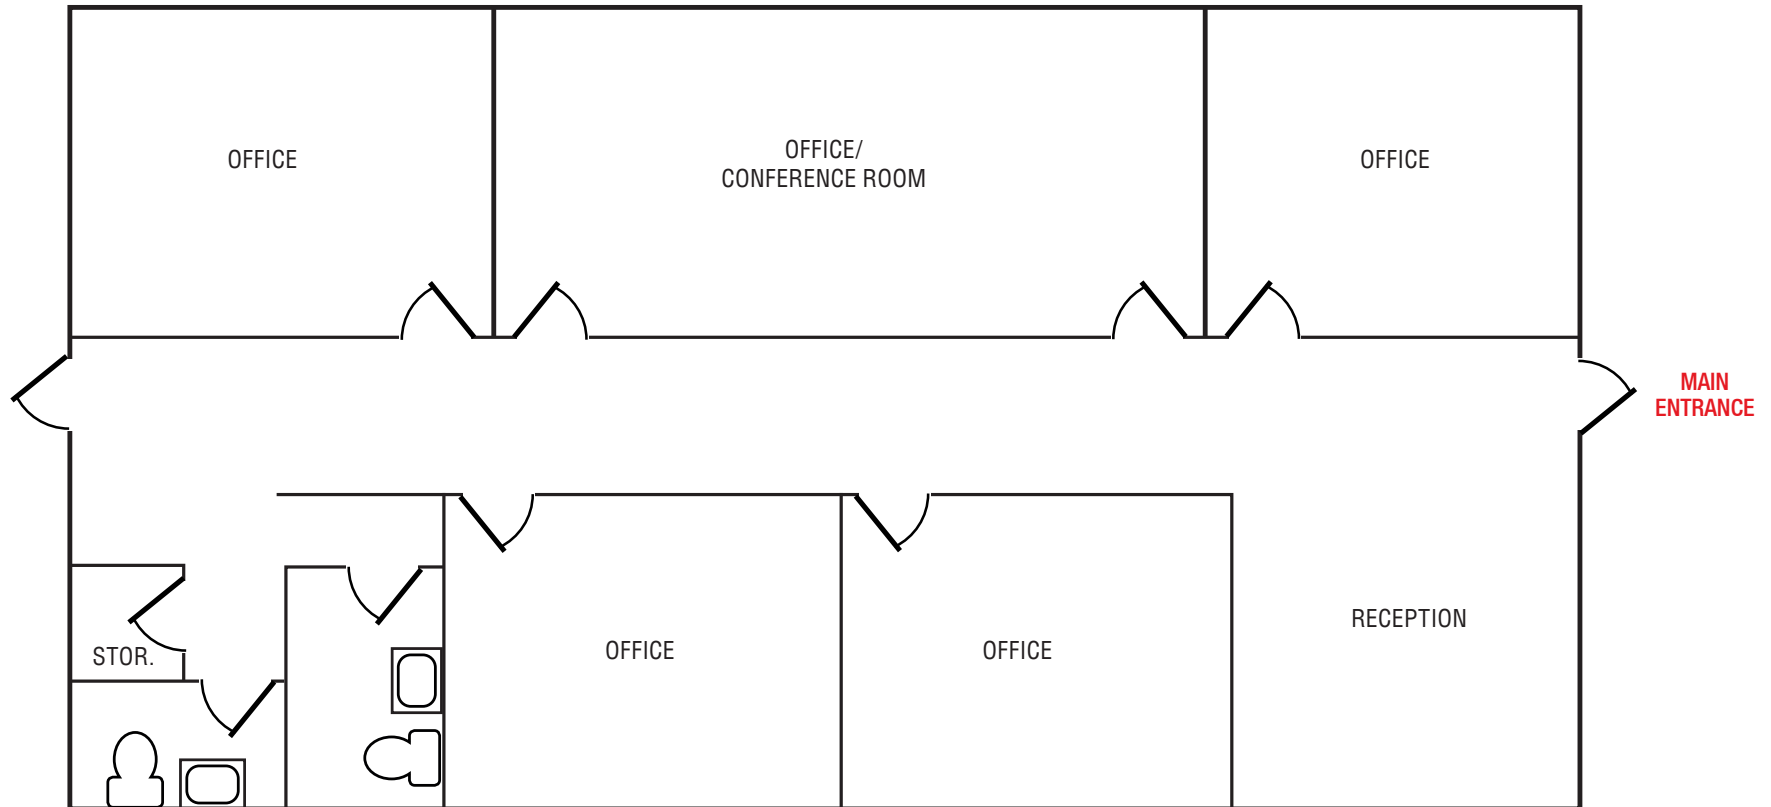 OFFICE
OFFICE/
CONFERENCE ROOM
OFFICE
MAIN
ENTRANCE
STOR.
OFFICE
OFFICE
RECEPTION